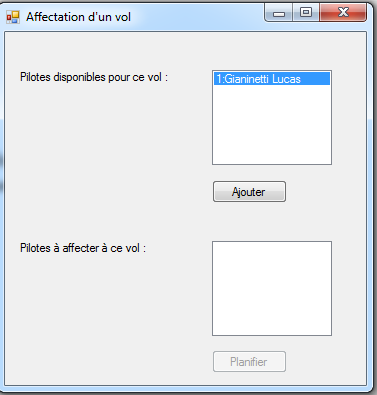 Affectation d'un vol
Pilotes disponibles pour ce vol :
1:Gianinetti Lucas
Ajouter
Pilotes à affecter à ce vol :
Planifier